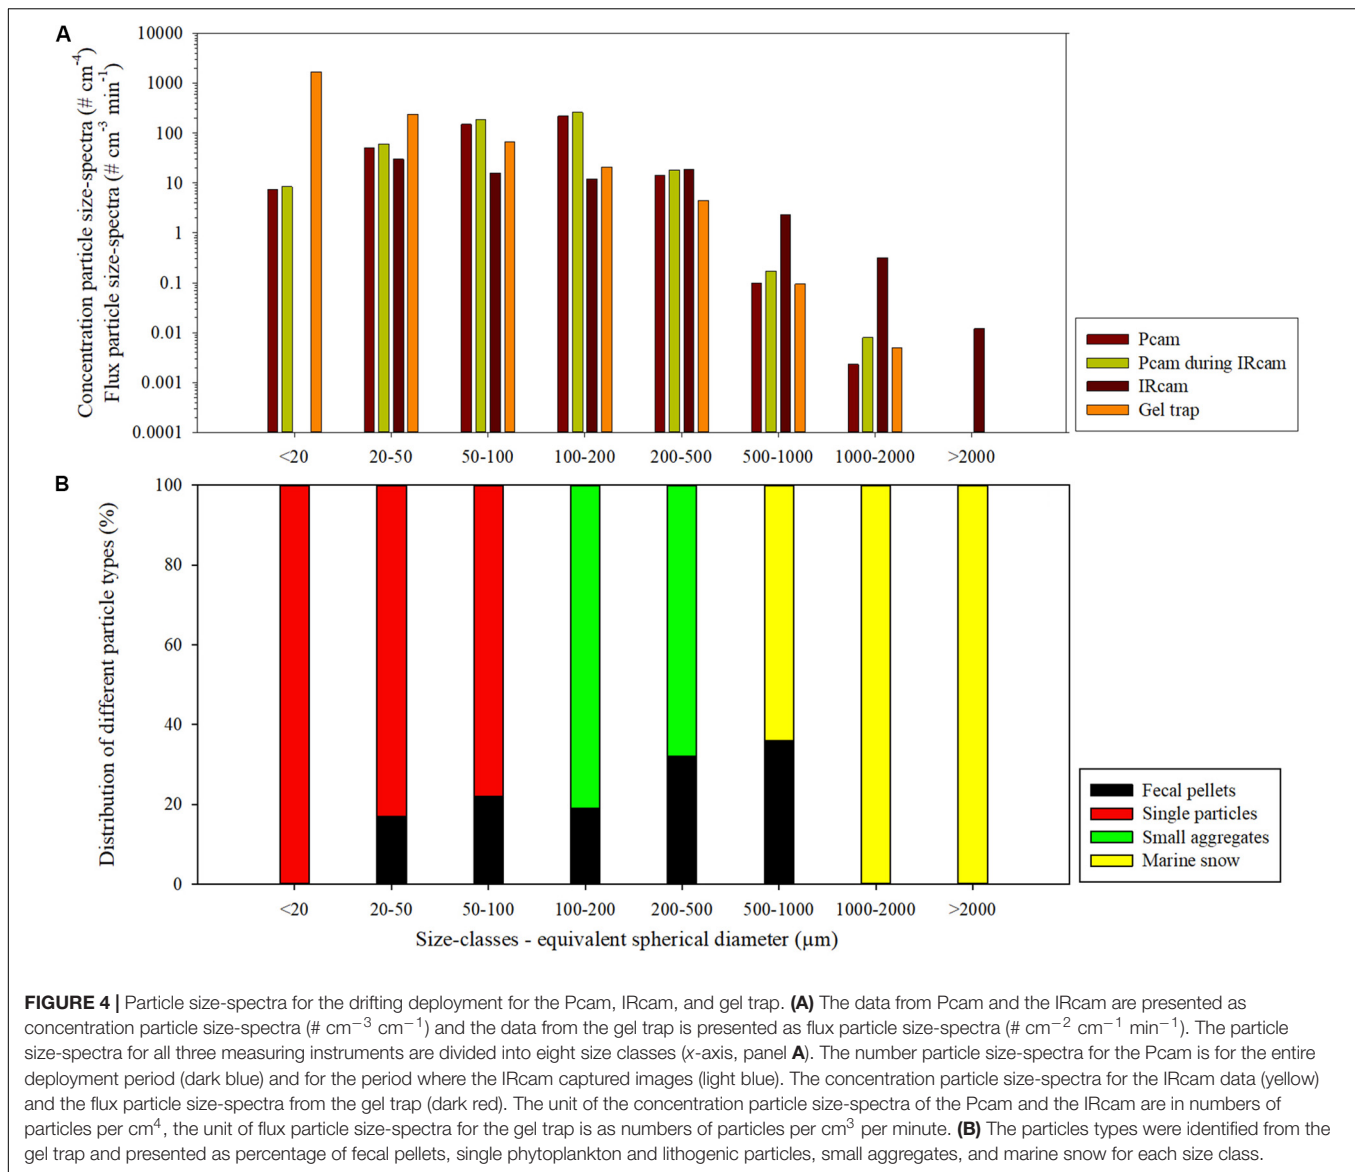 A
Concentration particle size-spectra (# cm-4)
Flux particle size-spectra (# cm-3 min-1)
10000
1000
100
10
1
0.1
0.01
0.001
0.0001
<20 20-50 50-100 100-200 200-500 500-1000 1000-2000 >2000
Pcam
Pcam during IRcam
IRcam
Gel trap
B
Distribution of different particle types (%)
100
80
60
40
20
0
<20 20-50 50-100 100-200 200-500 500-1000 1000-2000 >2000
Size-classes - equivalent spherical diameter (µm)
Fecal pellets
Single particles
Small aggregates
Marine snow
FIGURE 4 | Particle size-spectra for the drifting deployment for the Pcam, IRcam, and gel trap. (A) The data from Pcam and the IRcam are presented as
concentration particle size-spectra (# cm−3 cm−1) and the data from the gel trap is presented as flux particle size-spectra (# cm−2 cm−1 min−1). The particle
size-spectra for all three measuring instruments are divided into eight size classes (x-axis, panel A). The number particle size-spectra for the Pcam is for the entire
deployment period (dark blue) and for the period where the IRcam captured images (light blue). The concentration particle size-spectra for the IRcam data (yellow)
and the flux particle size-spectra from the gel trap (dark red). The unit of the concentration particle size-spectra of the Pcam and the IRcam are in numbers of
particles per cm4, the unit of flux particle size-spectra for the gel trap is as numbers of particles per cm3 per minute. (B) The particles types were identified from the
gel trap and presented as percentage of fecal pellets, single phytoplankton and lithogenic particles, small aggregates, and marine snow for each size class.